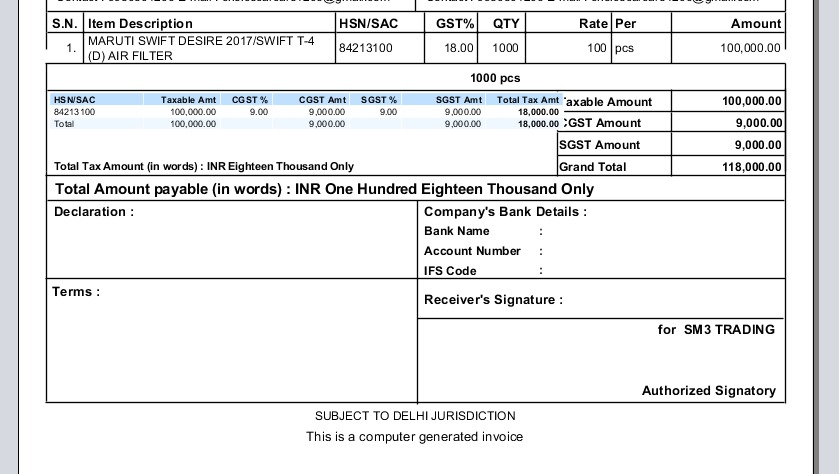 S.N. Item Description HSN/SAC GST% QTY Rate Per Amount
1. MARUTI SWIFT DESIRE 2017/SWIFT T-4 84213100 18.00 1000 100 pcs 100,000.00
(D) AIR FILTER
1000 pcs
HSN/SAC Taxable Amt CGST % CGST Amt SGST % SGST Amt Total Tax Amt
84213100 100,000.00 9.00 9,000.00 9.00 9,000.00 18,000.00
Total 100,000.00 9,000.00 9,000.00 18,000.00
Total Tax Amount (in words) : INR Eighteen Thousand Only
Taxable Amount 100,000.00
CGST Amount 9,000.00
SGST Amount 9,000.00
Grand Total 118,000.00
Total Amount payable (in words) : INR One Hundred Eighteen Thousand Only
Declaration :
Company's Bank Details :
Bank Name :
Account Number :
IFS Code :
Terms :
Receiver's Signature :
for SM3 TRADING
Authorized Signatory
SUBJECT TO DELHI JURISDICTION
This is a computer generated invoice